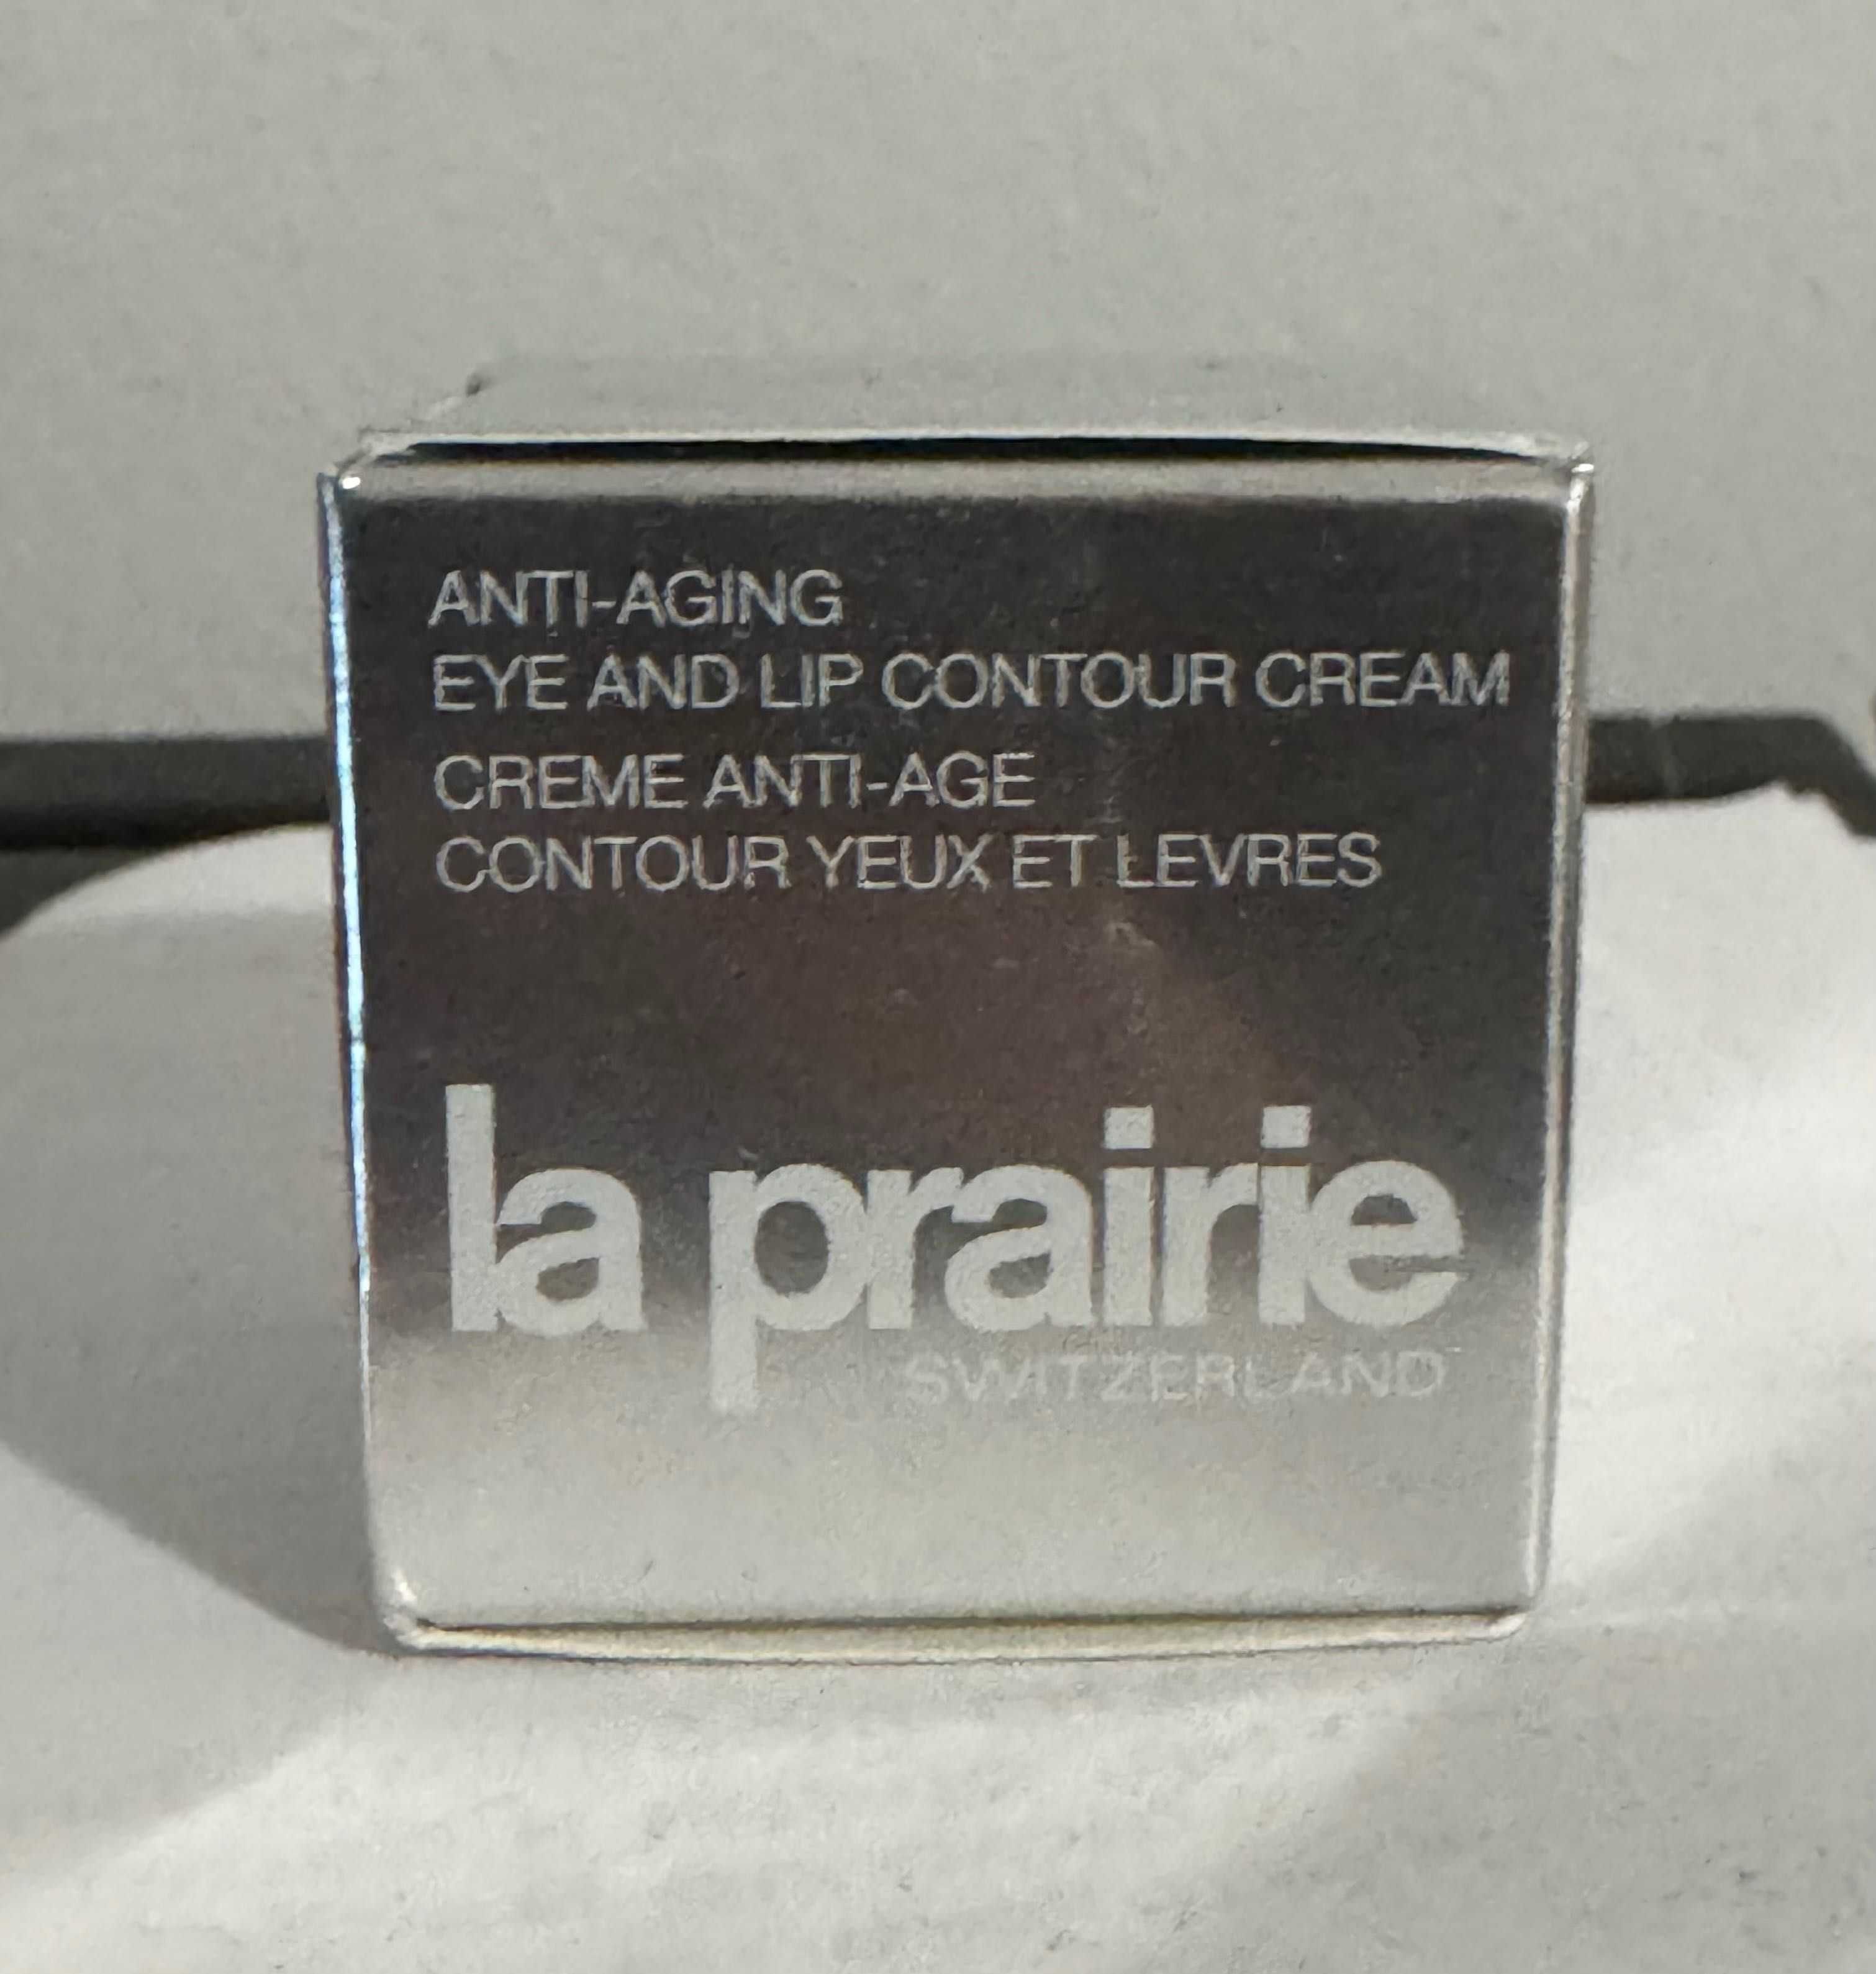 ANTI-AGING
EYE AND LIP CONTOUR CREAM
CREME ANTI-AGE
CONTOUR YEUX ET LEVRES
la prairie
SWITZERLAND